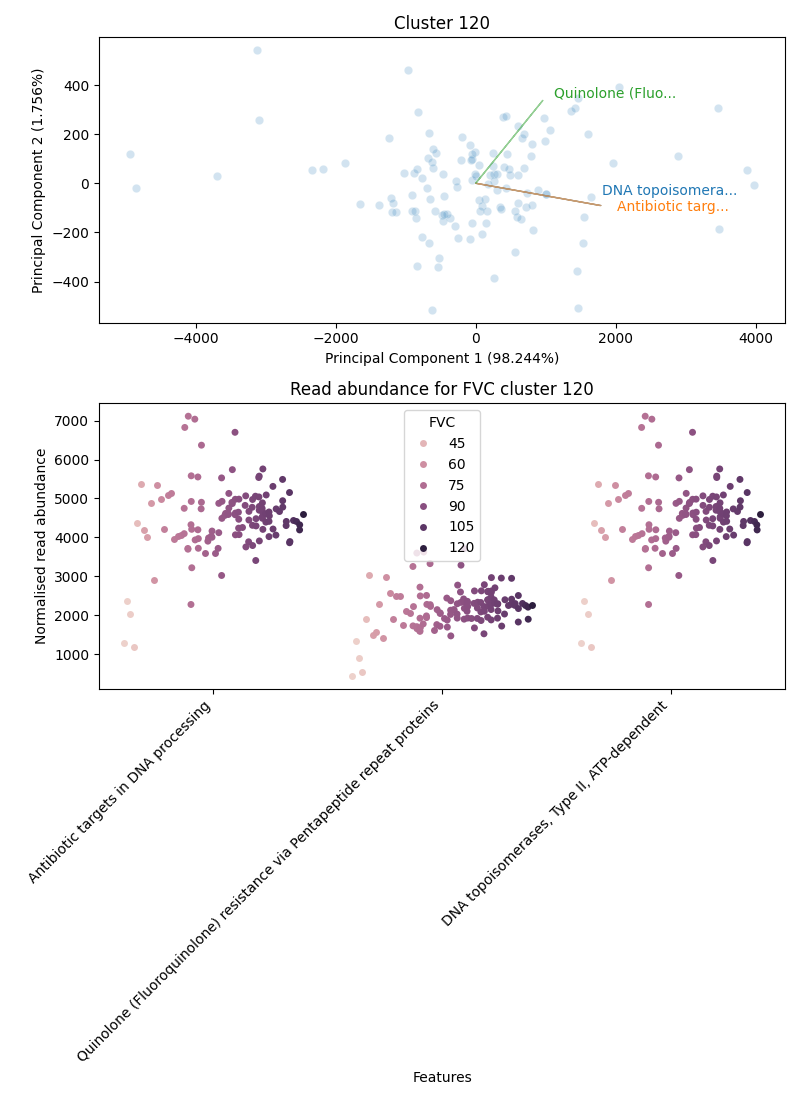 Cluster 120
Principal Component 2 (1.756%)
400
200
0
−200
−400
Quinolone (Fluo...
DNA topoisomera...
Antibiotic targ...
−4000
−2000
0
2000
4000
Principal Component 1 (98.244%)
Read abundance for FVC cluster 120
Normalised read abundance
7000
6000
5000
4000
3000
2000
1000
FVC
45
60
75
90
105
120
Antibiotic targets in DNA processing
Quinolone (Fluoroquinolone) resistance via Pentapeptide repeat proteins
DNA topoisomerases, Type II, ATP-dependent
Features